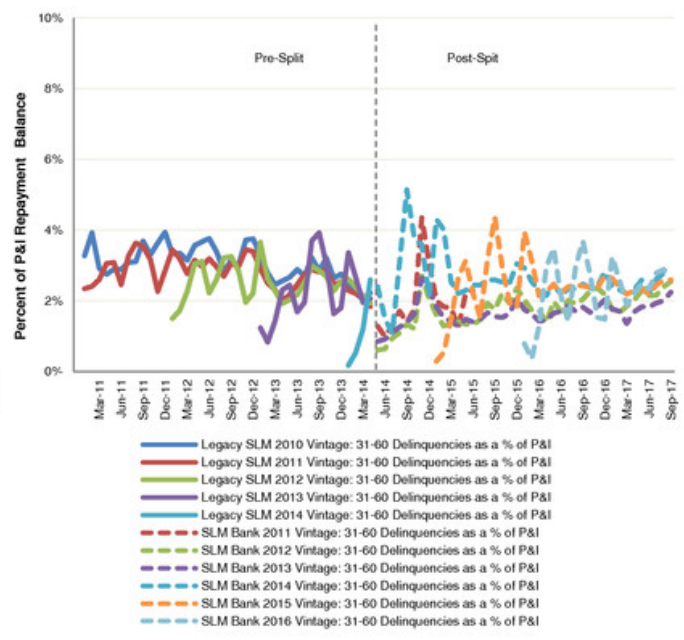 10%
Pre-Split
Post-Spit
8%
6%
4%
2%
0%
Percent of P&I Repayment Balance
Mar-11
Jun-11
Sep-11
Dec-11
Mar-12
Jun-12
Sep-12
Dec-12
Mar-13
Jun-13
Sep-13
Dec-13
Mar-14
Jun-14
Sep-14
Dec-14
Mar-15
Jun-15
Sep-15
Dec-15
Mar-16
Jun-16
Sep-16
Dec-16
Mar-17
Jun-17
Sep-17
Legacy SLM 2010 Vintage: 31-60 Delinquencies as a % of P&I
Legacy SLM 2011 Vintage: 31-60 Delinquencies as a % of P&I
Legacy SLM 2012 Vintage: 31-60 Delinquencies as a % of P&I
Legacy SLM 2013 Vintage: 31-60 Delinquencies as a % of P&I
Legacy SLM 2014 Vintage: 31-60 Delinquencies as a % of P&I
SLM Bank 2011 Vintage: 31-60 Delinquencies as a % of P&I
SLM Bank 2012 Vintage: 31-60 Delinquencies as a % of P&I
SLM Bank 2013 Vintage: 31-60 Delinquencies as a % of P&I
SLM Bank 2014 Vintage: 31-60 Delinquencies as a % of P&I
SLM Bank 2015 Vintage: 31-60 Delinquencies as a % of P&I
SLM Bank 2016 Vintage: 31-60 Delinquencies as a % of P&I